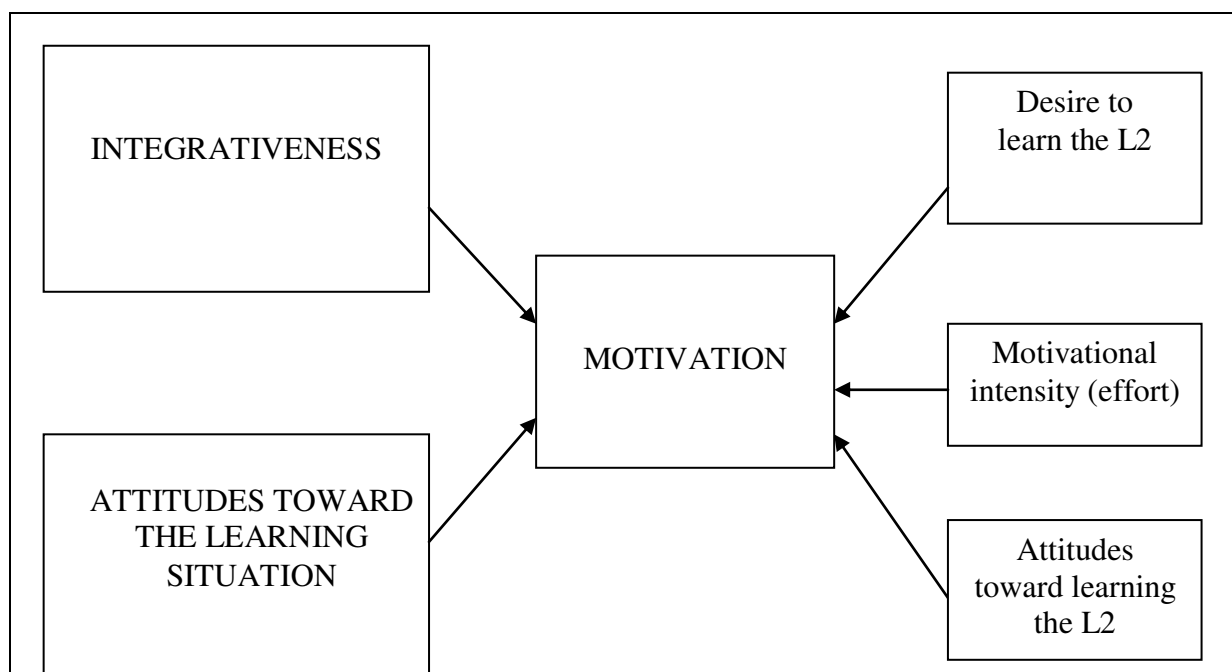 INTEGRATIVENESS
ATTITUDES TOWARD
THE LEARNING
SITUATION
MOTIVATION
Desire to
learn the L2
Motivational
intensity (effort)
Attitudes
toward learning
the L2